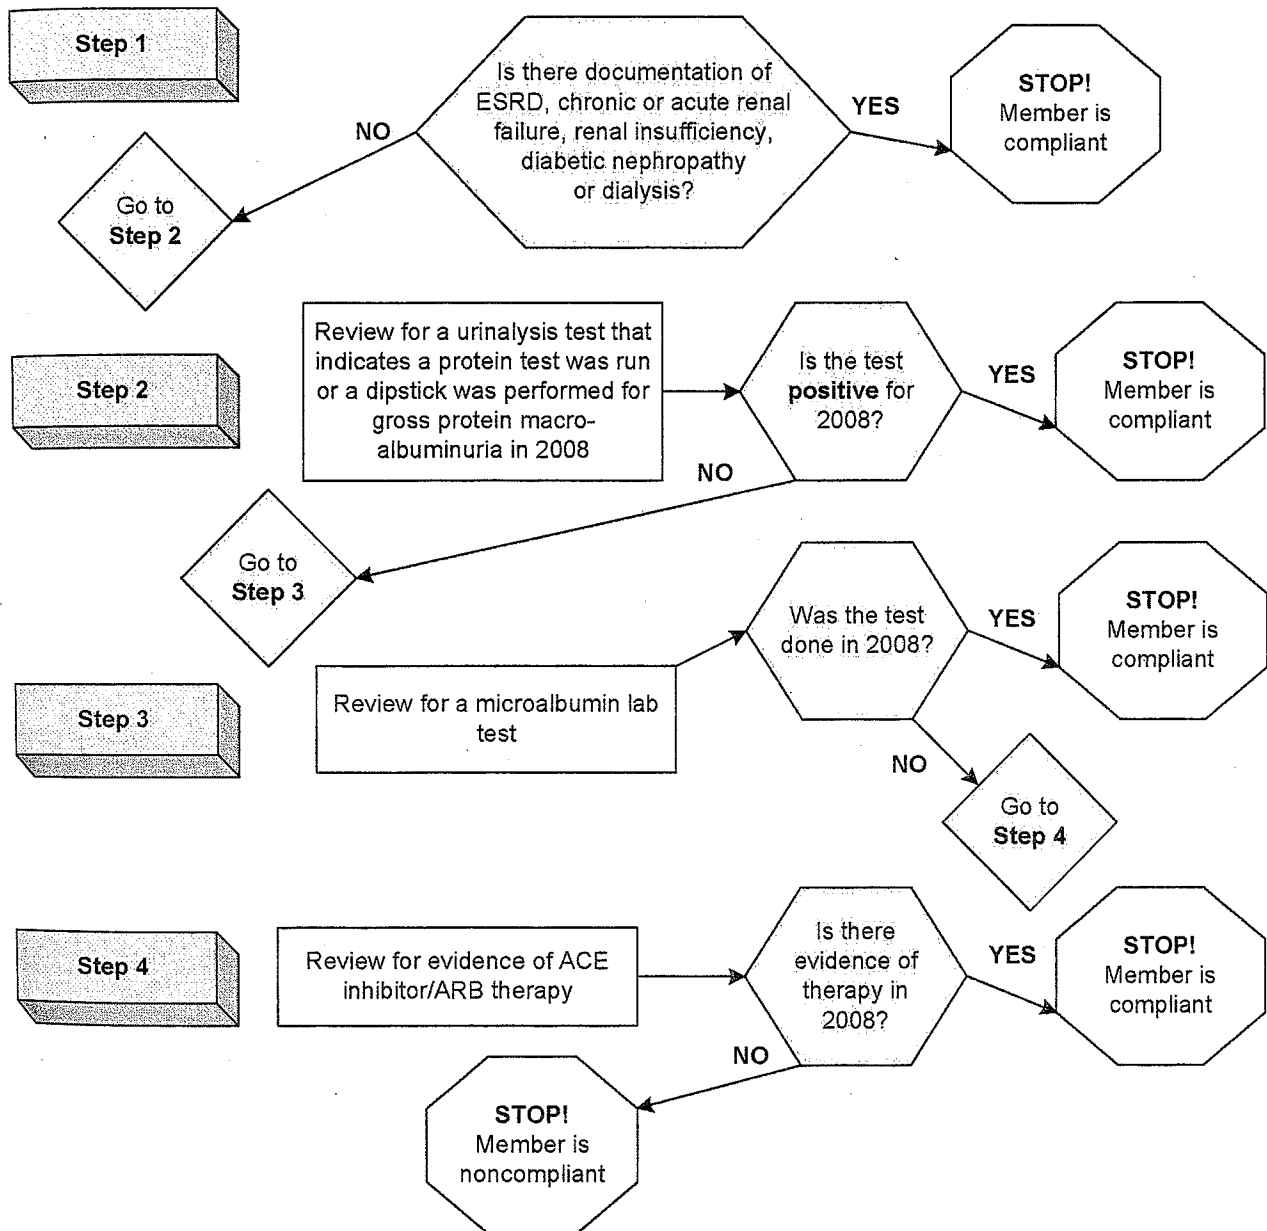 Step 1
Is there documentation of
ESRD, chronic or acute renal
failure, renal insufficiency,
diabetic nephropathy
or dialysis?
YES
STOP!
Member is
compliant
NO
Go to
Step 2
Step 2
Review for a urinalysis test that
indicates a protein test was run
or a dipstick was performed for
gross protein macro-
albuminuria in 2008
Is the test
positive for
2008?
YES
STOP!
Member is
compliant
NO
Go to
Step 3
Step 3
Review for a microalbumin lab
test
Was the test
done in 2008?
YES
STOP!
Member is
compliant
NO
Go to
Step 4
Step 4
Review for evidence of ACE
inhibitor/ARB therapy
Is there
evidence of
therapy in
2008?
YES
STOP!
Member is
compliant
NO
STOP!
Member is
noncompliant